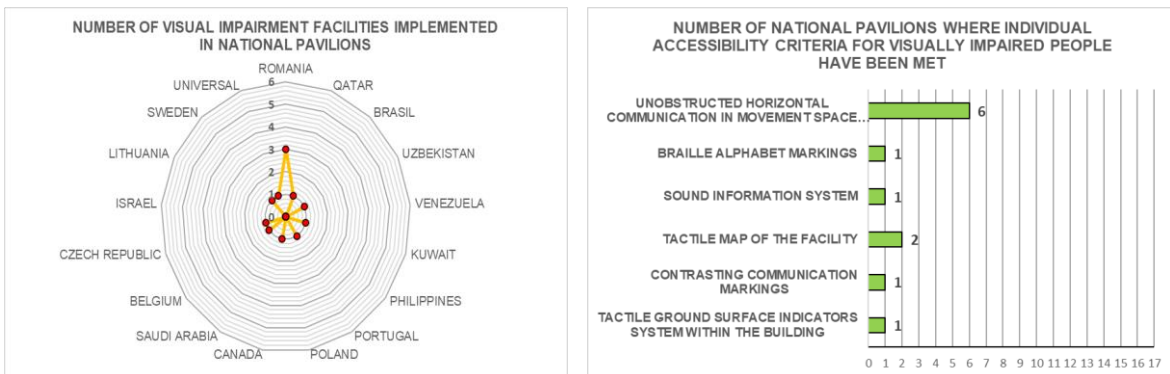 NUMBER OF VISUAL IMPAIRMENT FACILITIES IMPLEMENTED
IN NATIONAL PAVILIONS
ROMANIA
UNIVERSAL
QATAR
SWEDEN
BRASIL
LITHUANIA
UZBEKISTAN
ISRAEL
VENEZUELA
CZECH REPUBLIC
KUWAIT
BELGIUM
PHILIPPINES
SAUDI ARABIA
PORTUGAL
CANADA
POLAND
6
5
4
3
2
1
0
NUMBER OF NATIONAL PAVILIONS WHERE INDIVIDUAL
ACCESSIBILITY CRITERIA FOR VISUALLY IMPAIRED PEOPLE
HAVE BEEN MET
UNOBSTRUCTED HORIZONTAL
COMMUNICATION IN MOVEMENT SPACE...
6
BRAILLE ALPHABET MARKINGS
1
SOUND INFORMATION SYSTEM
1
TACTILE MAP OF THE FACILITY
2
CONTRASTING COMMUNICATION
MARKINGS
1
TACTILE GROUND SURFACE INDICATORS
SYSTEM WITHIN THE BUILDING
1
0 1 2 3 4 5 6 7 8 9 10 11 12 13 14 15 16 17